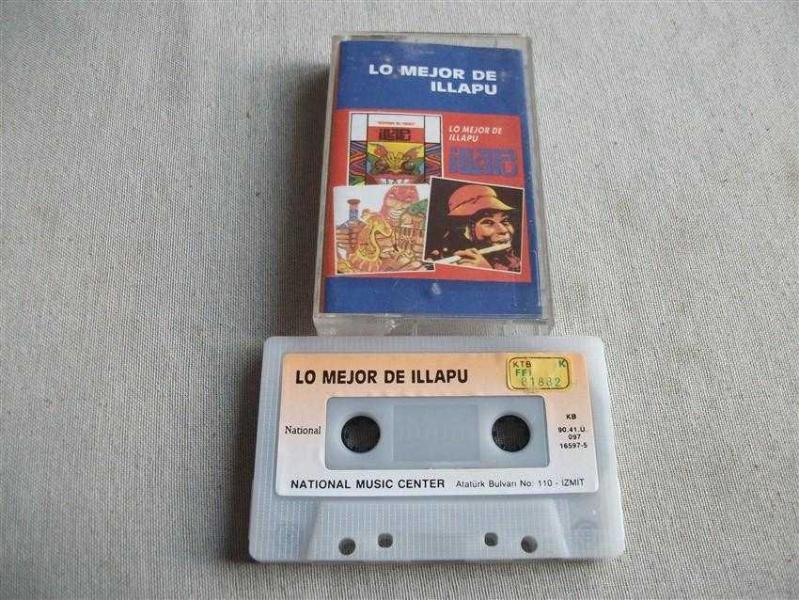 LO MEJOR DE
ILLAPU
LO MEJOR DE
ILLAPU
LO MEJOR DE ILLAPU
KTB K
FFI
81882
National
KB
90.41.U.
097
16597-5
NATIONAL MUSIC CENTER Atatürk Bulvarı No: 110 - İZMİT